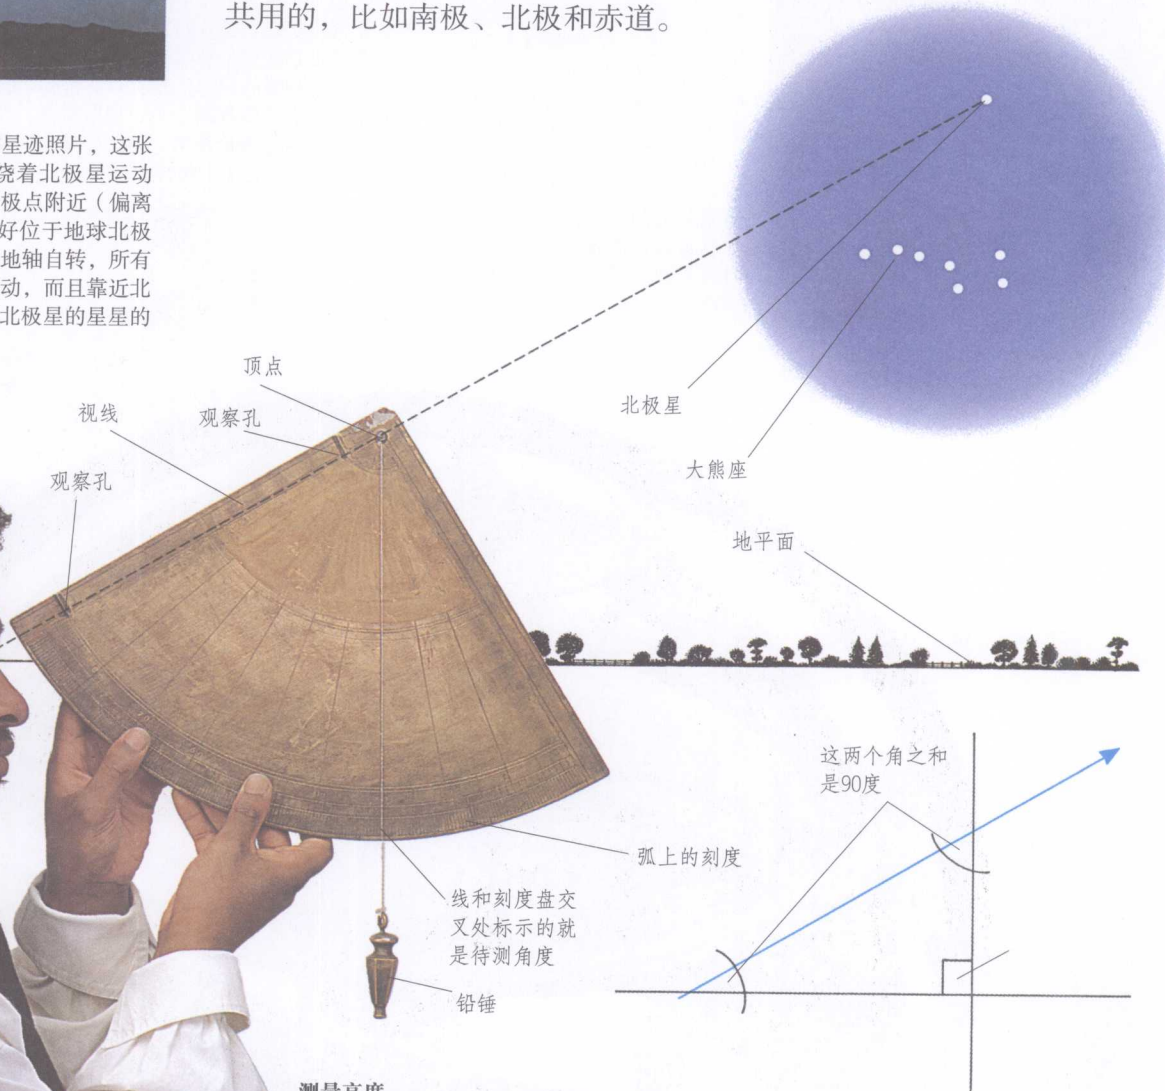 共用的，比如南极、北极和赤道。
星迹照片，这张
绕着北极星运动
极点附近（偏离
好位于地球北极
地轴自转，所有
动，而且靠近北
北极星的星星的
顶点
视线
观察孔
观察孔
北极星
大熊座
地平面
这两个角之和
是90度
弧上的刻度
线和刻度盘交
叉处标示的就
是待测角度
铅锤
测量高度